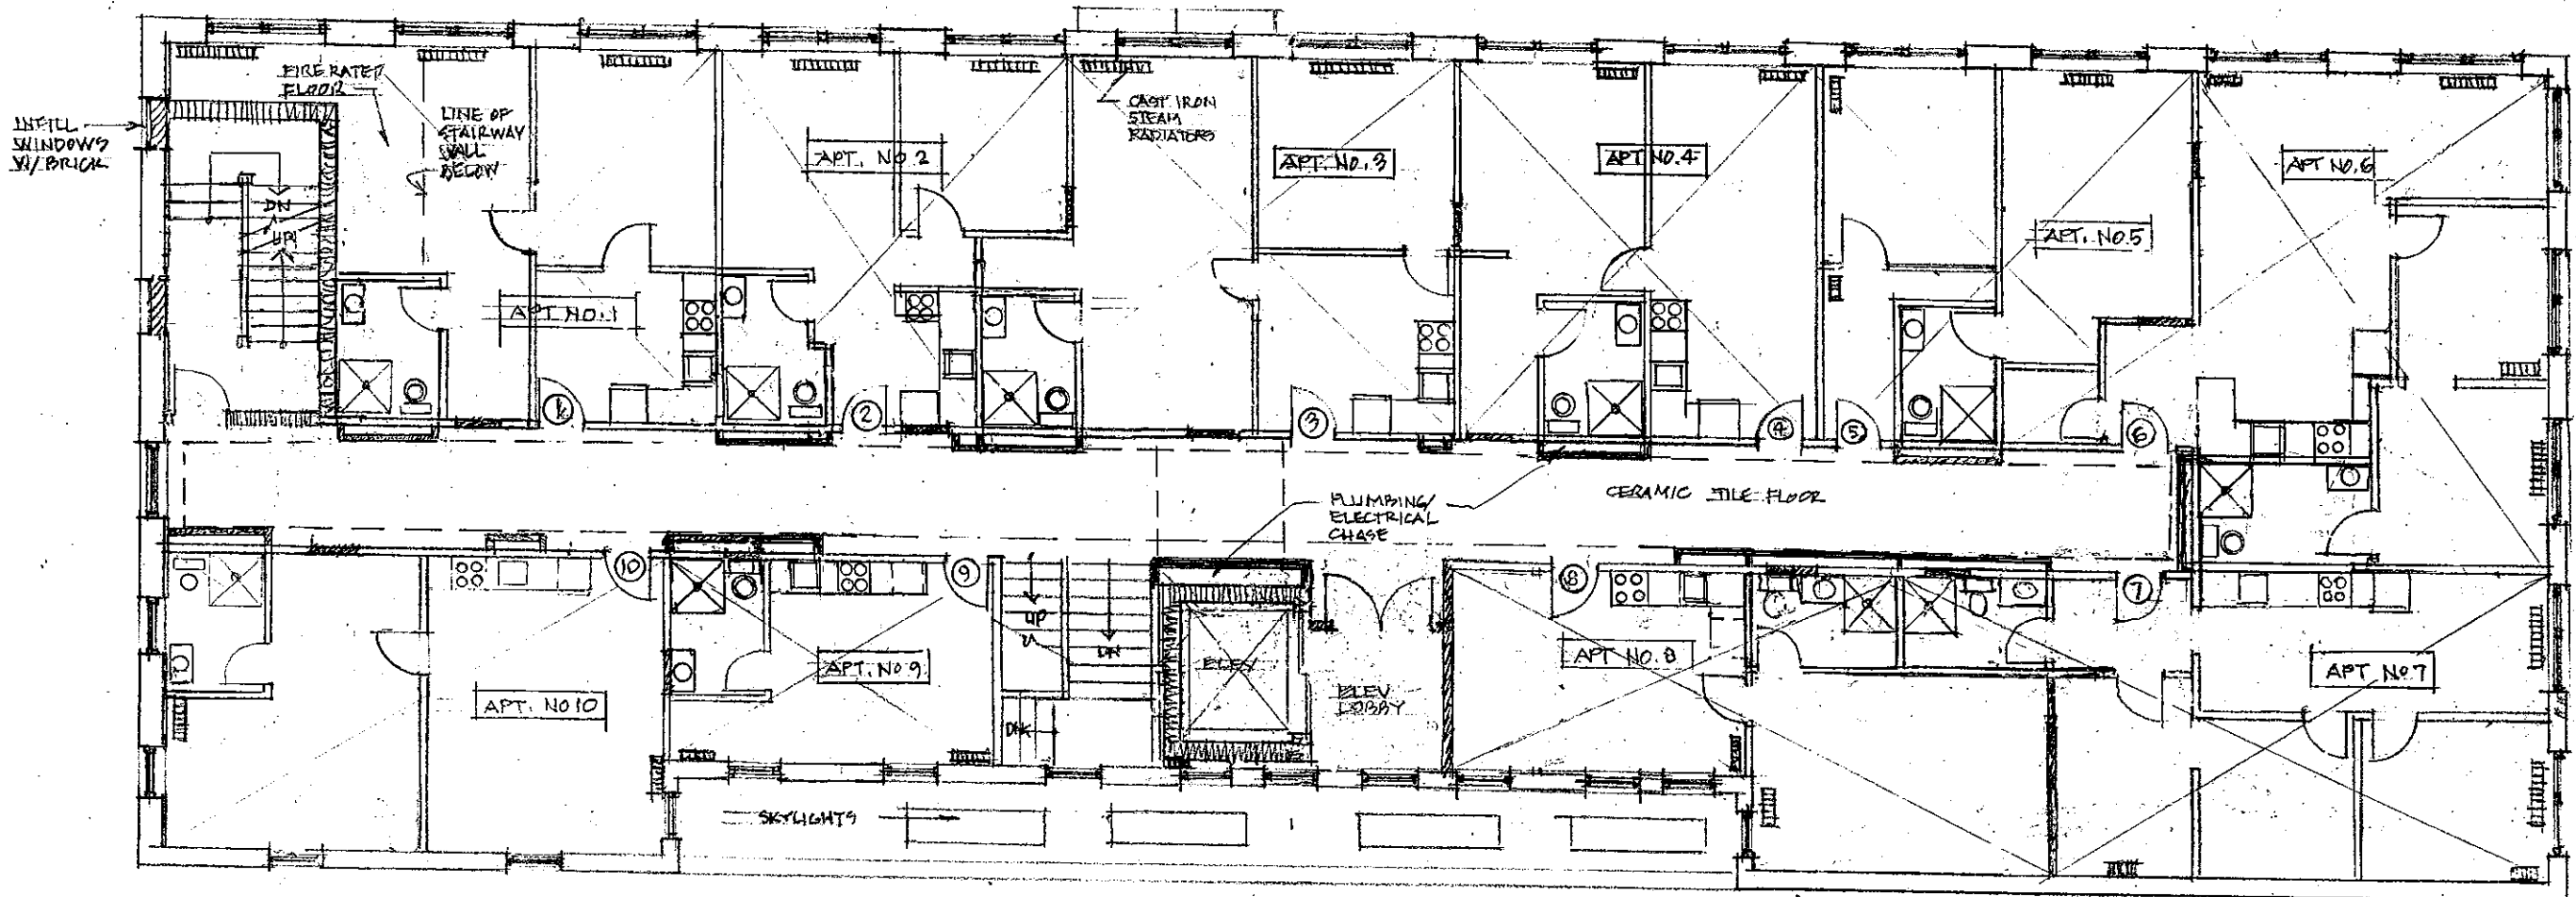 FIRE RATED
FLOOR
INFILL
WINDOWS
W/ BRICK
LINE OF
STAIRWAY
WALL
BELOW
CAST IRON
STEAM
RADIATORS
APT. NO. 2
APT NO. 3
APT NO. 4
APT NO. 6
APT. NO. 5
DN
UP
APT NO. 1
1
2
3
4
5
6
PLUMBING/
ELECTRICAL
CHASE
CERAMIC TILE FLOOR
10
9
8
7
UP
DN
ELEV
ELEV
LOBBY
APT NO. 8
APT. NO 9
APT. NO 10
APT NO. 7
SKYLIGHTS